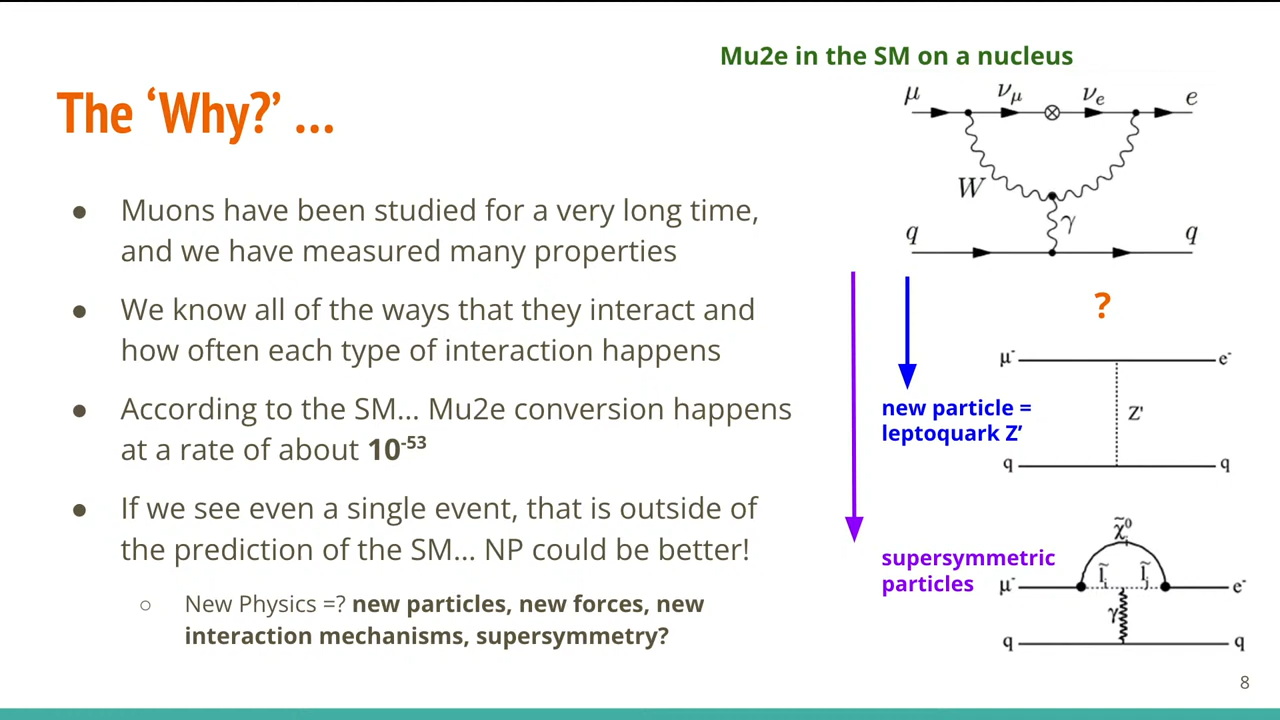 Mu2e in the SM on a nucleus
The ‘Why?’ ...
● Muons have been studied for a very long time,
and we have measured many properties
● We know all of the ways that they interact and
how often each type of interaction happens
● According to the SM... Mu2e conversion happens
at a rate of about 10⁻⁵³
● If we see even a single event, that is outside of
the prediction of the SM... NP could be better!
○ New Physics =? new particles, new forces, new
interaction mechanisms, supersymmetry?
μ ν_μ ν_e e
W
γ
q q
?
μ⁻ e⁻
new particle =
leptoquark Z’
Z'
q q
χ̃⁰ᵢ
supersymmetric
particles
l̃ᵢ l̃ⱼ
μ⁻ e⁻
γ
q q
8